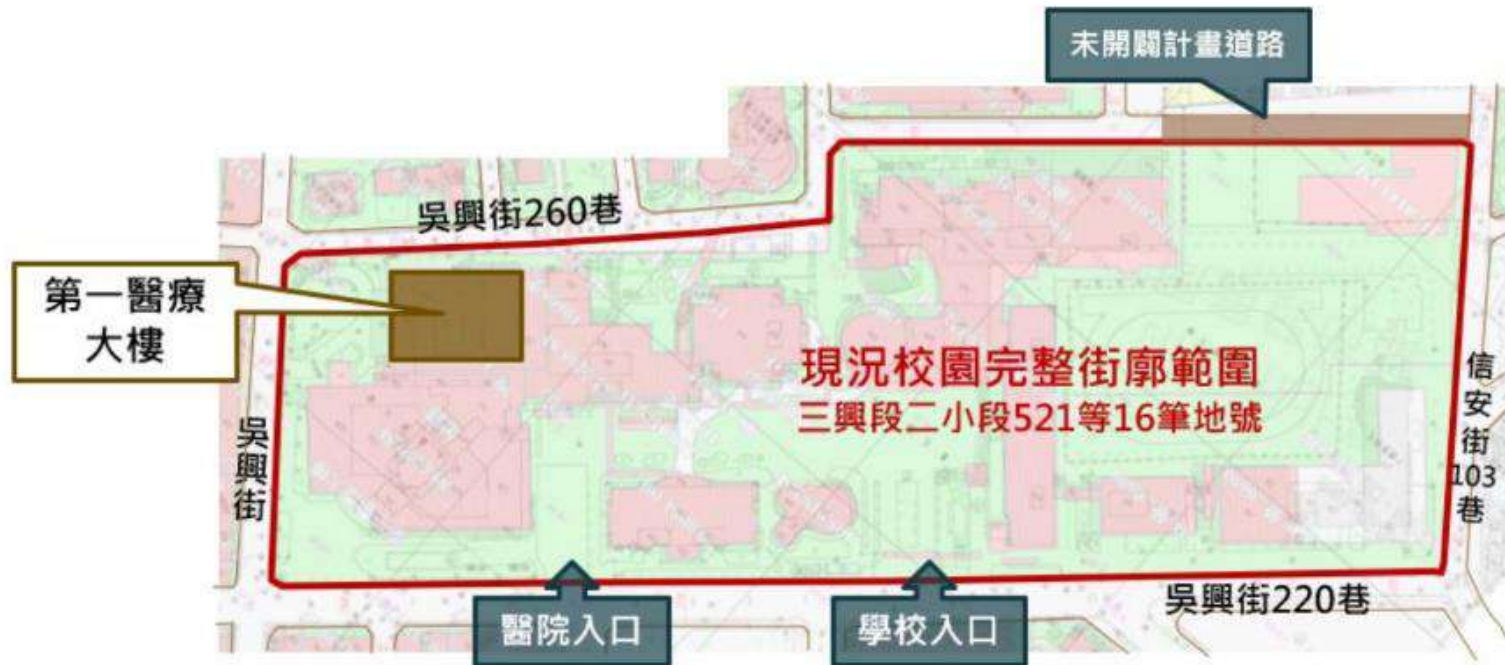 未開闢計畫道路
吳興街260巷
第一醫療
大樓
現況校園完整街廓範圍
三興段二小段521等16筆地號
吳興街
信安街103巷
吳興街220巷
醫院入口
學校入口